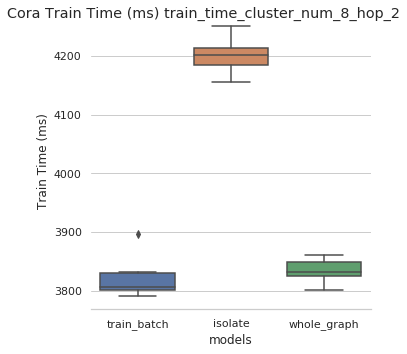 Cora Train Time (ms) train_time_cluster_num_8_hop_2
4200
4100
4000
3900
3800
Train Time (ms)
train_batch isolate whole_graph
models